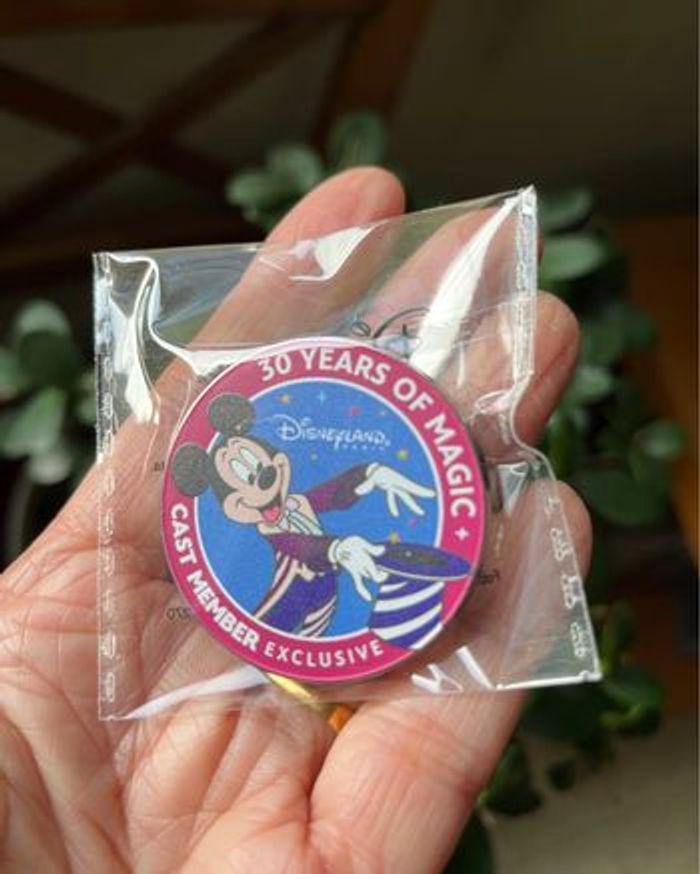 30 YEARS OF MAGIC +
DISNEYLAND
PARIS
CAST MEMBER EXCLUSIVE